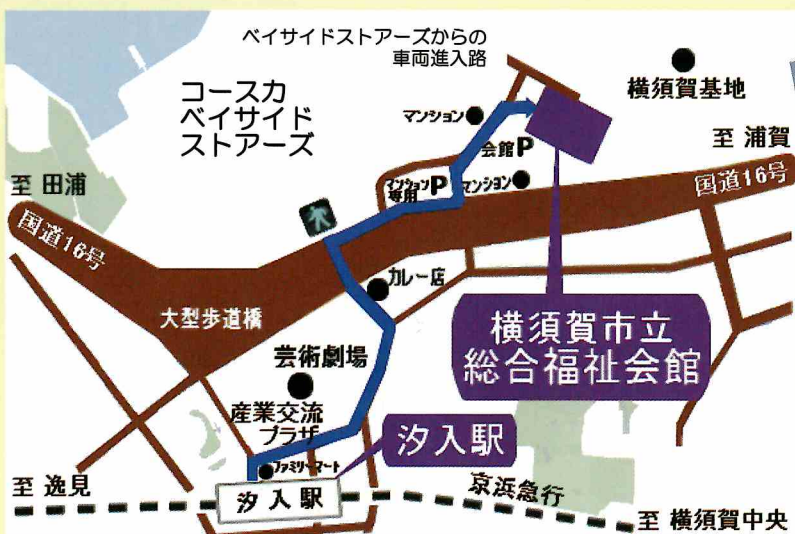 ベイサイドストアーズからの
車両進入路
横須賀基地
コースカ
ベイサイド
ストアーズ
マンション
会館P
至 浦賀
至 田浦
マンション
専用
P
マンション
国道16号
国道16号
カレー店
大型歩道橋
横須賀市立
総合福祉会館
芸術劇場
産業交流
プラザ
汐入駅
ファミリーマート
至 逸見
汐入駅
京浜急行
至 横須賀中央